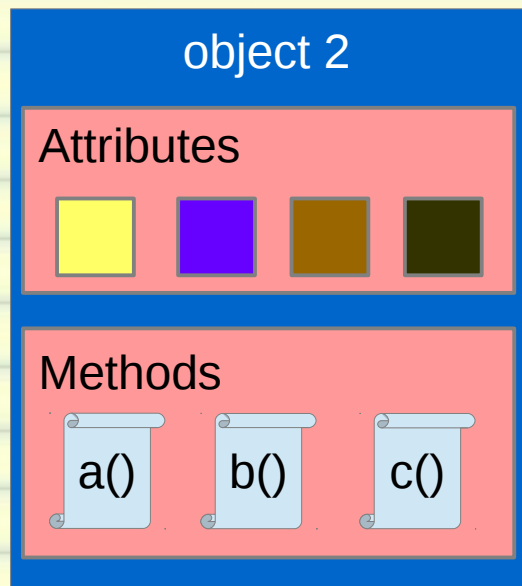 object 2
Attributes
Methods
a() b() c()